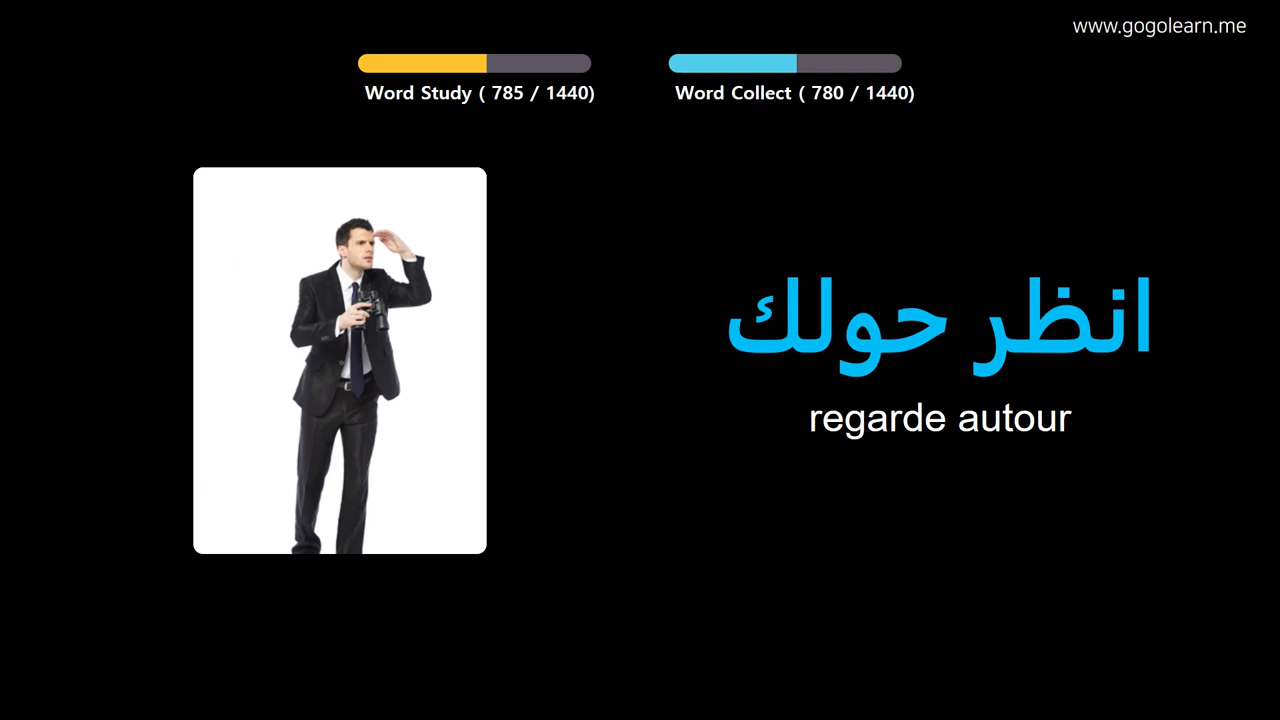 www.gogolearn.me
Word Study ( 785 / 1440)
Word Collect ( 780 / 1440)
انظر حولك
regarde autour